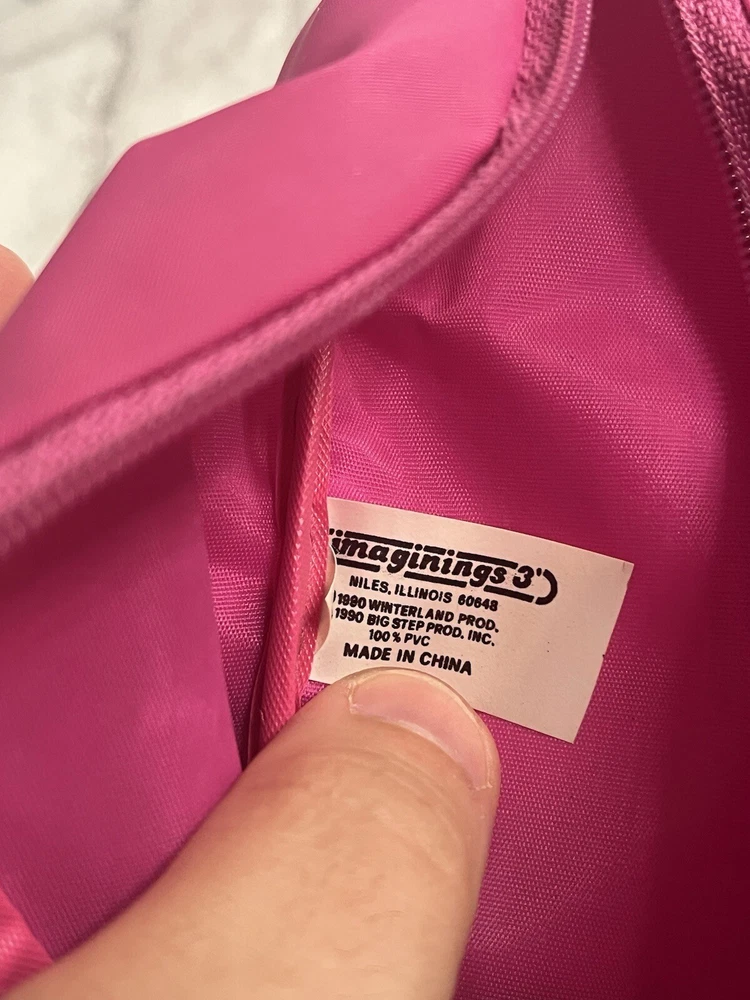 imaginings 3
NILES, ILLINOIS 60648
1990 WINTERLAND PROD.
1990 BIG STEP PROD. INC.
100% PVC
MADE IN CHINA